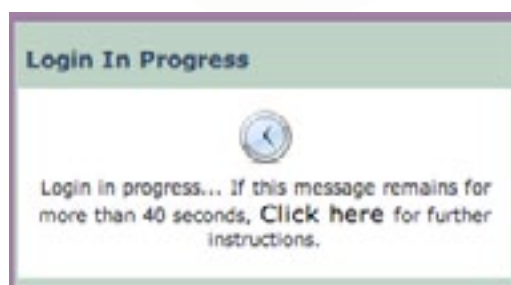 Login In Progress
Login in progress... If this message remains for
more than 40 seconds, Click here for further
instructions.